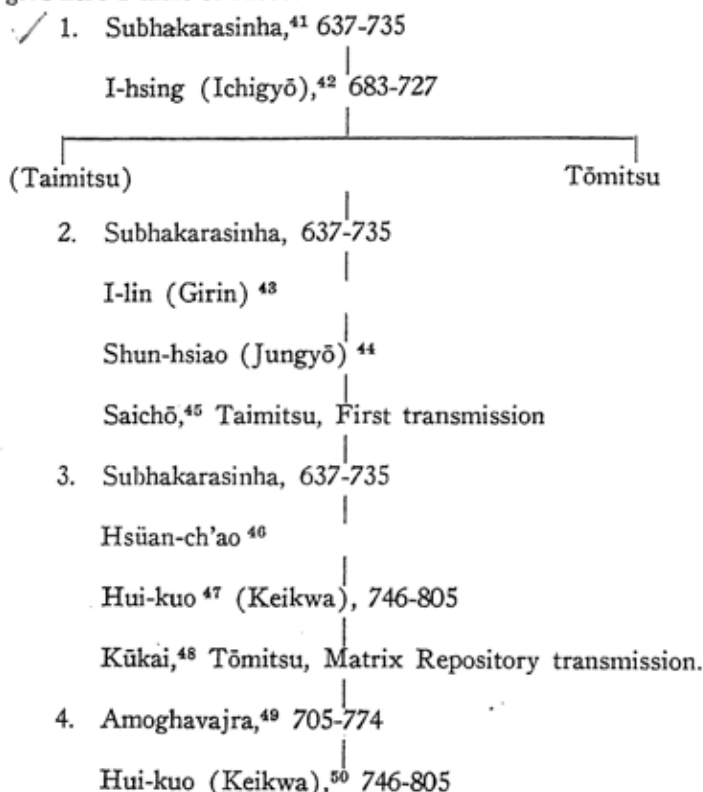 1. Subhakarasinha,⁴¹ 637-735
I-hsing (Ichigyō),⁴² 683-727
(Taimitsu) Tōmitsu
2. Subhakarasinha, 637-735
I-lin (Girin) ⁴³
Shun-hsiao (Jungyō) ⁴⁴
Saichō,⁴⁵ Taimitsu, First transmission
3. Subhakarasinha, 637-735
Hsüan-ch'ao ⁴⁶
Hui-kuo ⁴⁷ (Keikwa), 746-805
Kūkai,⁴⁸ Tōmitsu, Matrix Repository transmission.
4. Amoghavajra,⁴⁹ 705-774
Hui-kuo (Keikwa),⁵⁰ 746-805